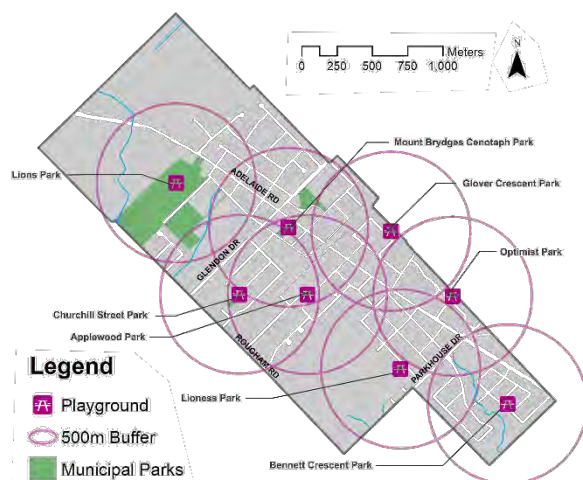 Meters
0 250 500 750 1,000
N
Mount Brydges Cenotaph Park
Lions Park
Glover Crescent Park
ADELAIDE RD
GLENDON DR
Optimist Park
Churchill Street Park
Applewood Park
ROUGHAM RD
PARKHOUSE DR
Lioness Park
Bennett Crescent Park
Legend
Playground
500m Buffer
Municipal Parks